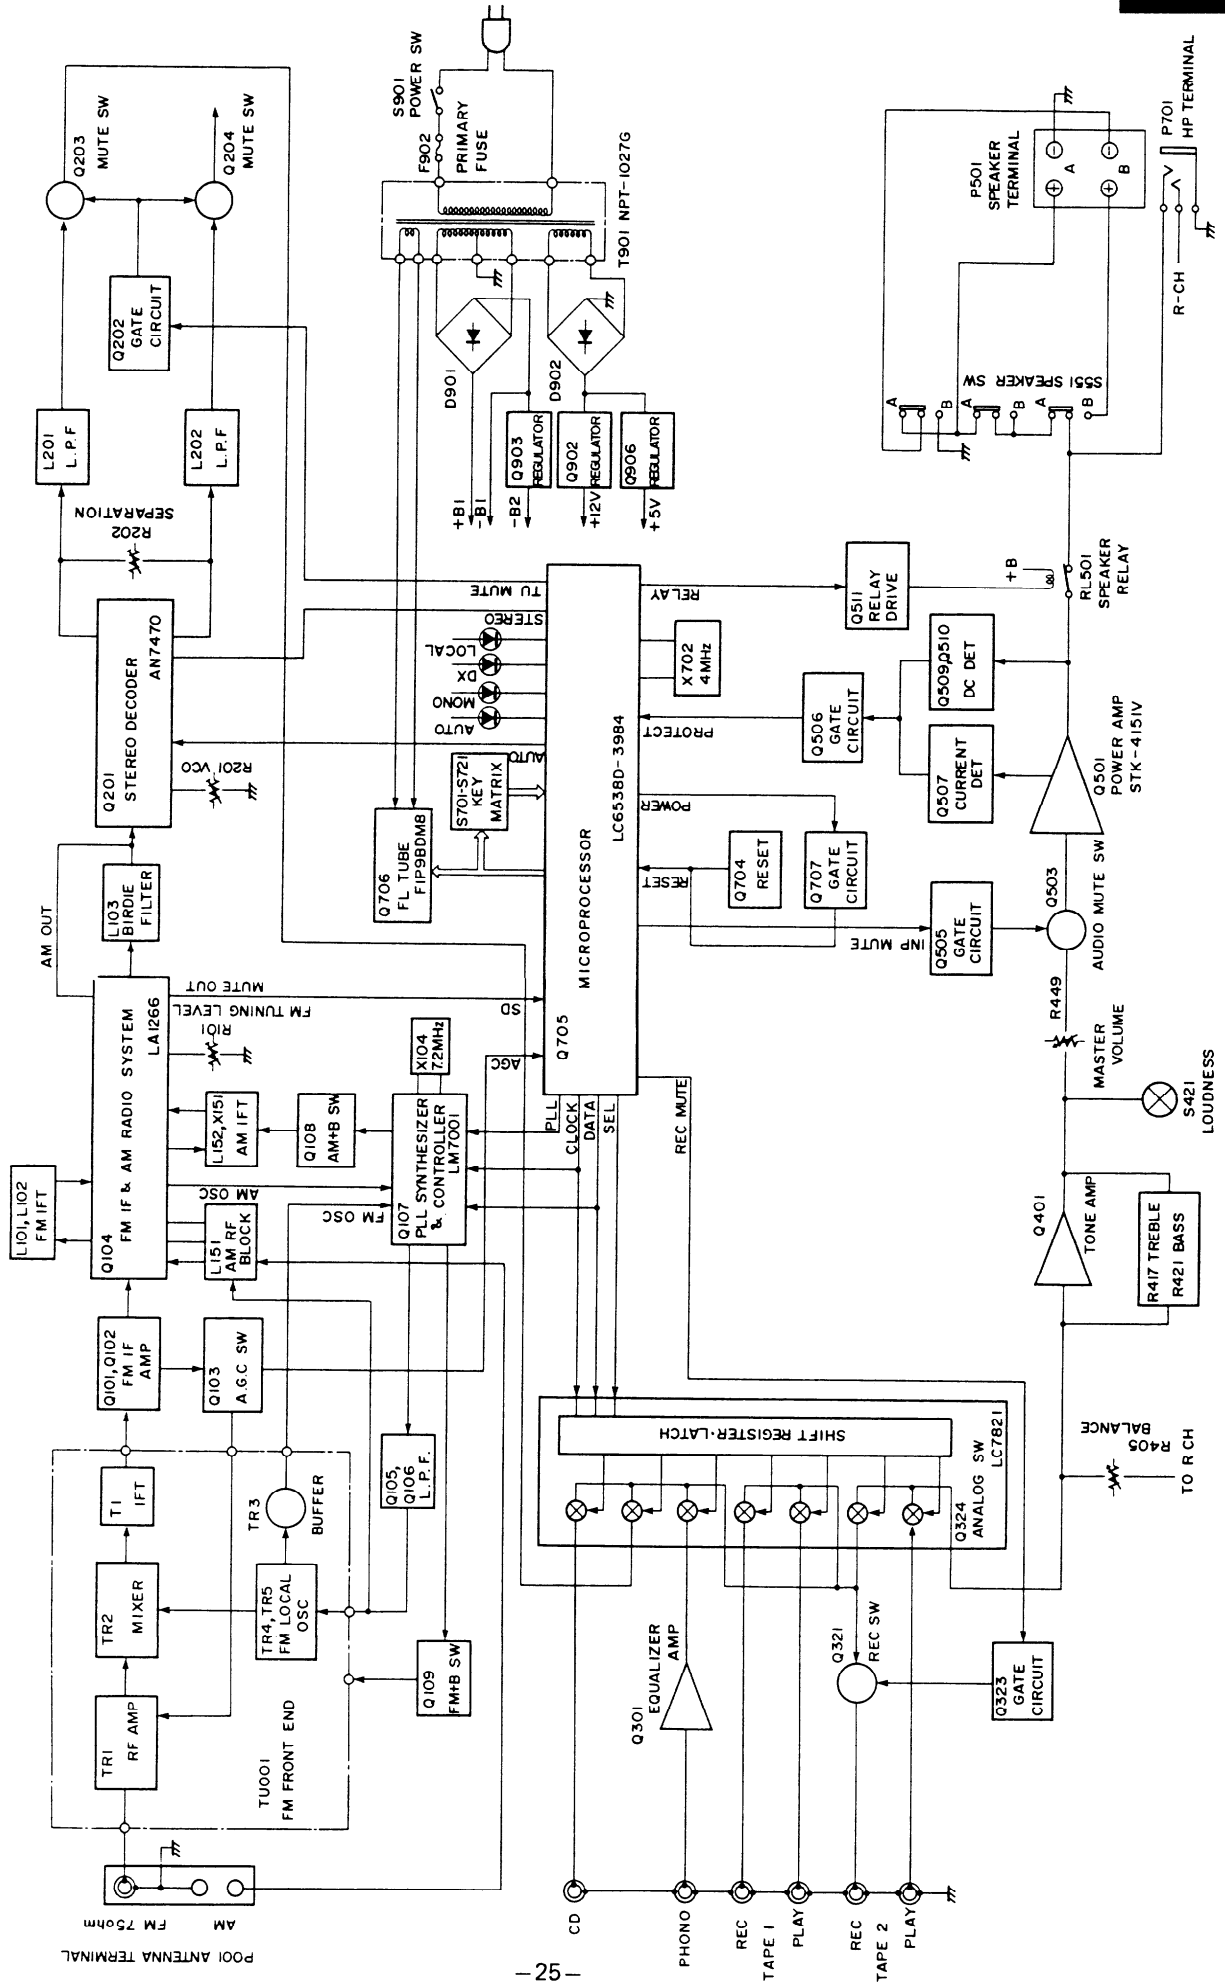 P001 ANTENNA TERMINAL
FM 75ohm
AM
TU001
FM FRONT END
TR1
RF AMP
TR2
MIXER
T1
IFT
TR4,TR5
FM LOCAL
OSC
TR3
BUFFER
Q109
FM+B SW
Q105,
Q106
L.P.F.
Q101,Q102
FM IF
AMP
Q103
A.G.C SW
L101,L102
FM IFT
Q104
FM IF & AM RADIO SYSTEM
LA1266
L151
AM RF
BLOCK
AM OSC
FM OSC
L152,X151
AM IFT
Q108
AM+B SW
R101
FM TUNING LEVEL
MUTE OUT
AM OUT
Q107
PLL SYNTHESIZER
& CONTROLLER
LM7001
X104
7.2MHz
L103
BIRDIE
FILTER
Q201
STEREO DECODER
AN7470
R201 VCO
R202
SEPARATION
L201
L.P.F
L202
L.P.F
Q202
GATE
CIRCUIT
Q203
MUTE SW
Q204
MUTE SW
Q706
FL TUBE
FIP9BDM8
S701-S721
KEY
MATRIX
AUTO
AUTO
MONO
DX
LOCAL
STEREO
TU MUTE
AGC
SD
PLL
CLOCK
DATA
SEL
REC MUTE
Q705
MICROPROCESSOR
LC6538D-3984
INP MUTE
RESET
POWER
PROTECT
RELAY
Q704
RESET
Q707
GATE
CIRCUIT
X702
4MHz
S901
POWER SW
F902
PRIMARY
FUSE
T901 NPT-1027G
D901
D902
Q903
REGULATOR
Q902
REGULATOR
Q906
REGULATOR
+B1
-B1
-B2
+12V
+5V
CD
PHONO
REC
TAPE 1
PLAY
REC
TAPE 2
PLAY
Q301
EQUALIZER
AMP
Q321
REC SW
Q323
GATE
CIRCUIT
SHIFT REGISTER·LATCH
Q324
ANALOG SW
LC7821
R405
BALANCE
TO R CH
Q401
TONE AMP
R417 TREBLE
R421 BASS
S421
LOUDNESS
MASTER
VOLUME
R449
Q505
GATE
CIRCUIT
Q503
AUDIO MUTE SW
Q501
POWER AMP
STK-4151V
Q507
CURRENT
DET
Q509,Q510
DC DET
Q506
GATE
CIRCUIT
Q511
RELAY
DRIVE
+B
RL501
SPEAKER
RELAY
S551 SPEAKER SW
A
B
A
B
A
B
P501
SPEAKER
TERMINAL
A
B
P701
HP TERMINAL
R-CH
-25-